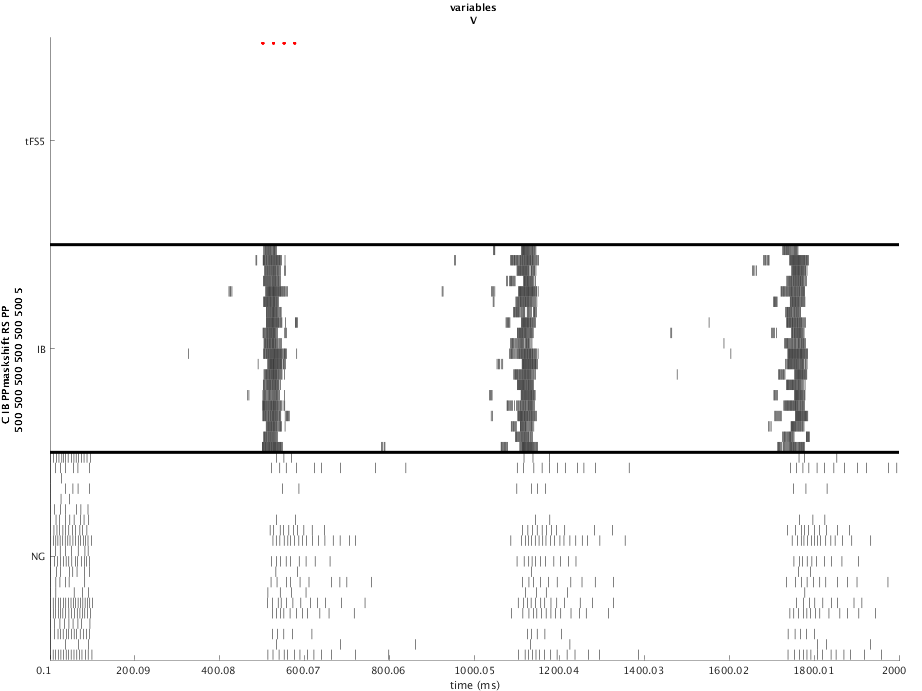 variables
V
tFS5
IB
NG
C IB PPmaskshift RS PP
500 500 500 500 500 500 5
0.1 200.09 400.08 600.07 800.06 1000.05 1200.04 1400.03 1600.02 1800.01 2000
time (ms)